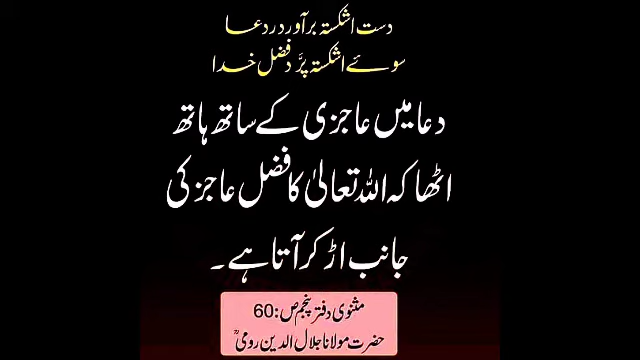 دست اشکستہ برآور در دعا
سوئے اشکستہ پَرَّد فضل خدا
دعا میں عاجزی کے ساتھ ہاتھ
اٹھا کہ اللہ تعالیٰ کا فضل عاجز کی
جانب اڑ کر آتا ہے۔
مثنوی دفتر پنجم ص:60
حضرت مولانا جلال الدین رومیؒ